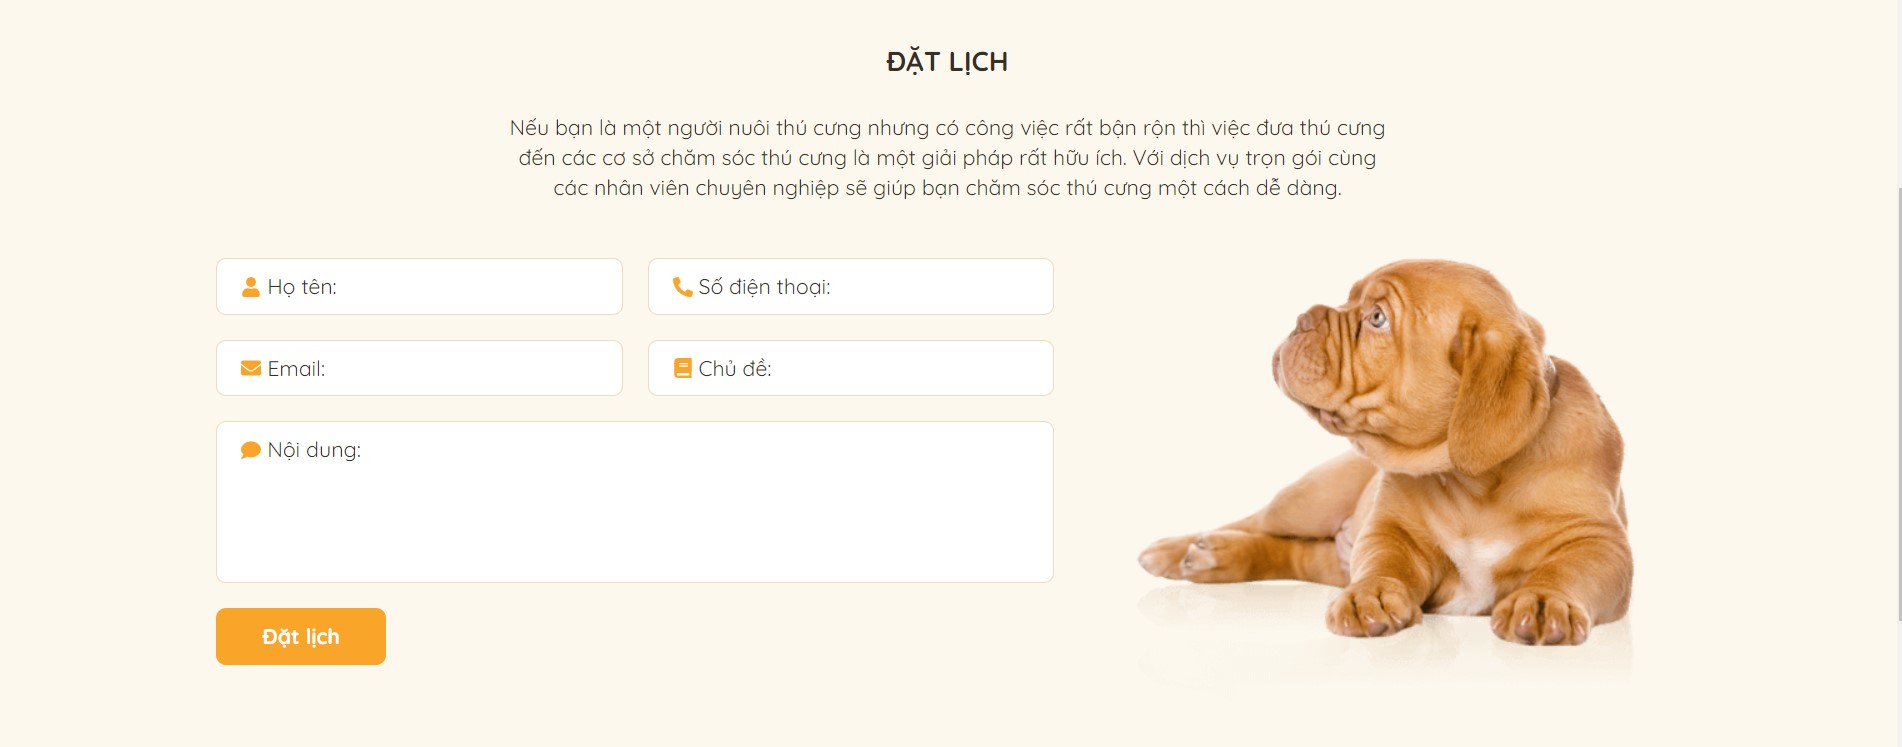 ĐẶT LỊCH
Nếu bạn là một người nuôi thú cưng nhưng có công việc rất bận rộn thì việc đưa thú cưng
đến các cơ sở chăm sóc thú cưng là một giải pháp rất hữu ích. Với dịch vụ trọn gói cùng
các nhân viên chuyên nghiệp sẽ giúp bạn chăm sóc thú cưng một cách dễ dàng.
Họ tên:
Số điện thoại:
Email:
Chủ đề:
Nội dung:
Đặt lịch